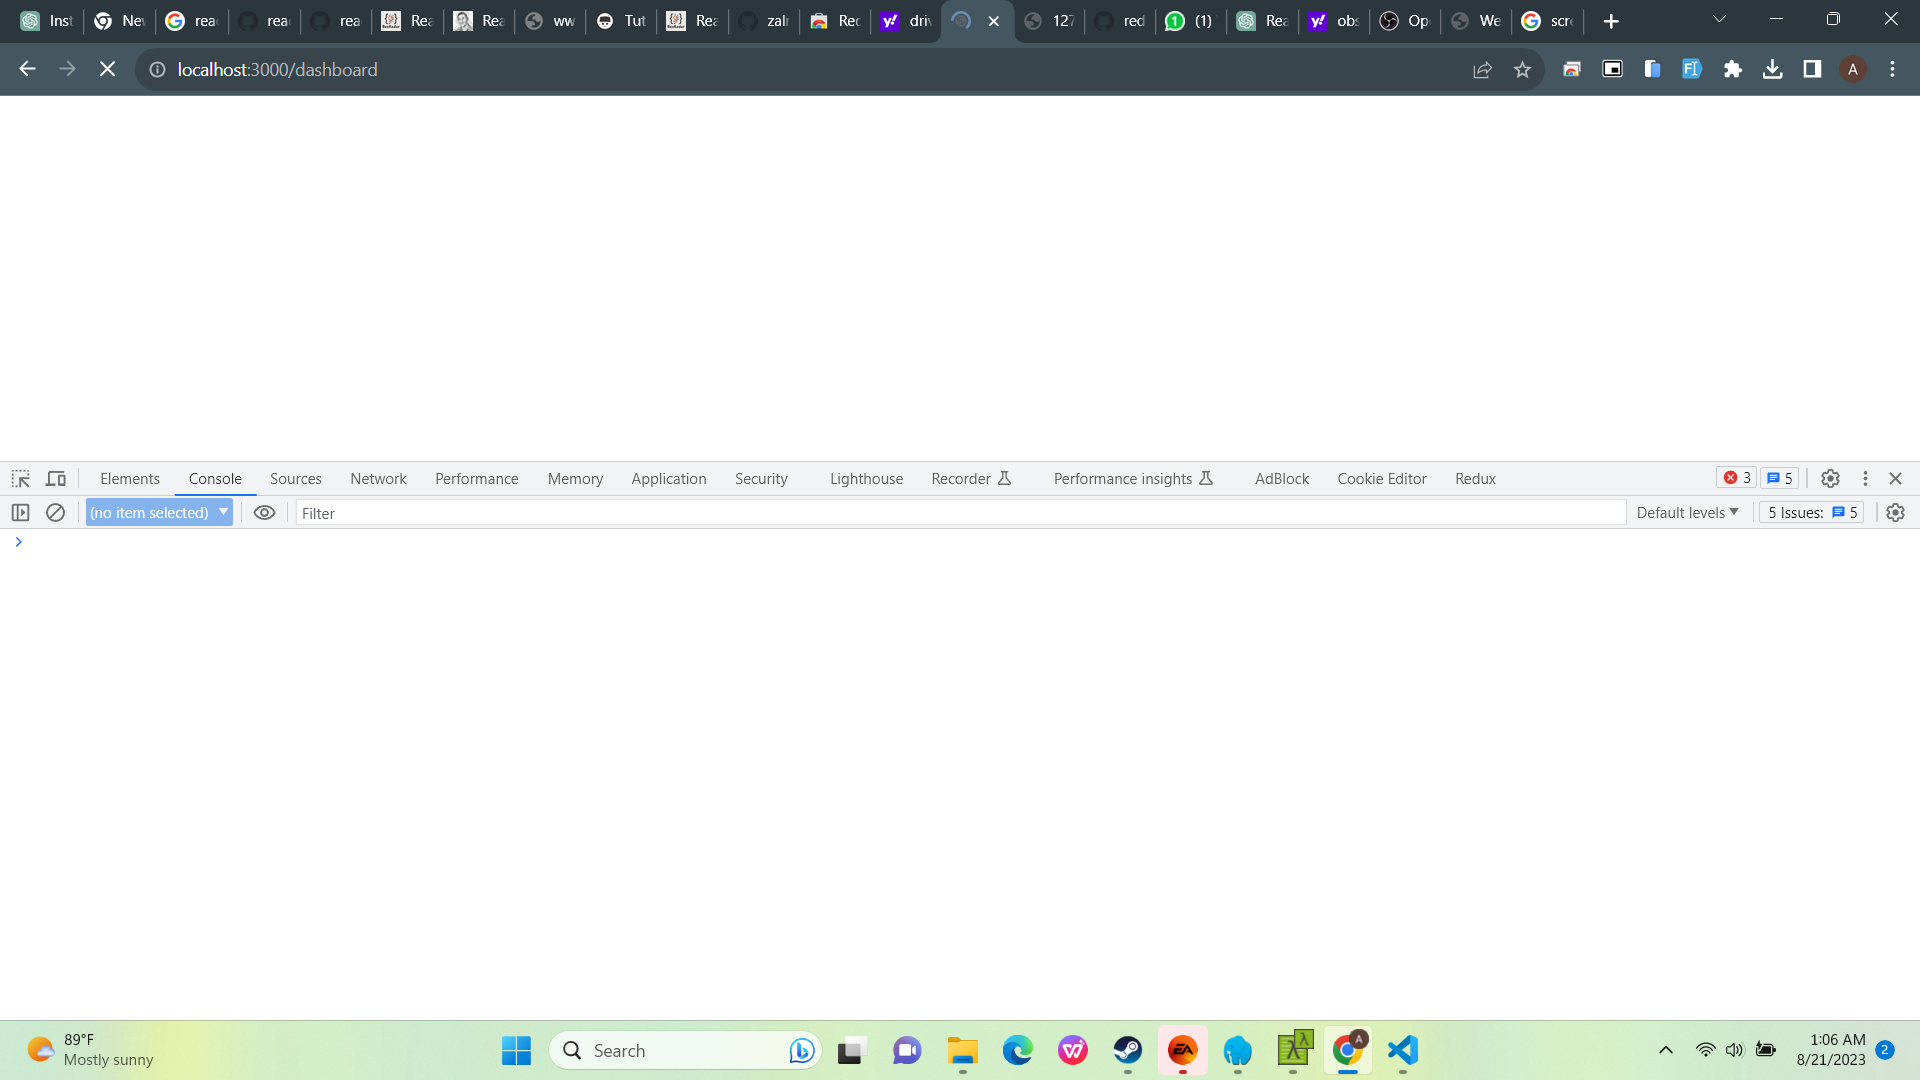 Inst Nev rea rea rea Rea Rea ww Tut Rea zalr Rec driv 127 red (1) Rea obs Ope We scre
localhost:3000/dashboard A
Elements Console Sources Network Performance Memory Application Security Lighthouse Recorder Performance insights AdBlock Cookie Editor Redux 3 5
(no item selected) Filter Default levels 5 Issues: 5
89°F
Mostly sunny
Search
EA
A
1:06 AM
8/21/2023
2